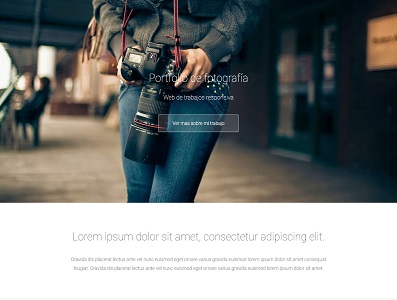 Portfolio de fotografía
Web de trabajos responsiva
Ver mas sobre mi trabajo
Lorem ipsum dolor sit amet, consectetur adipiscing elit.
Gravida dis placerat lectus ante vel nunc euismod eget ornare varius gravida euismod lorem ipsum dolor sit amet
feugiat. Gravida dis placerat lectus ante vel nunc euismod eget ornare varius gravida euismod lorem ipsum dolor sit amet